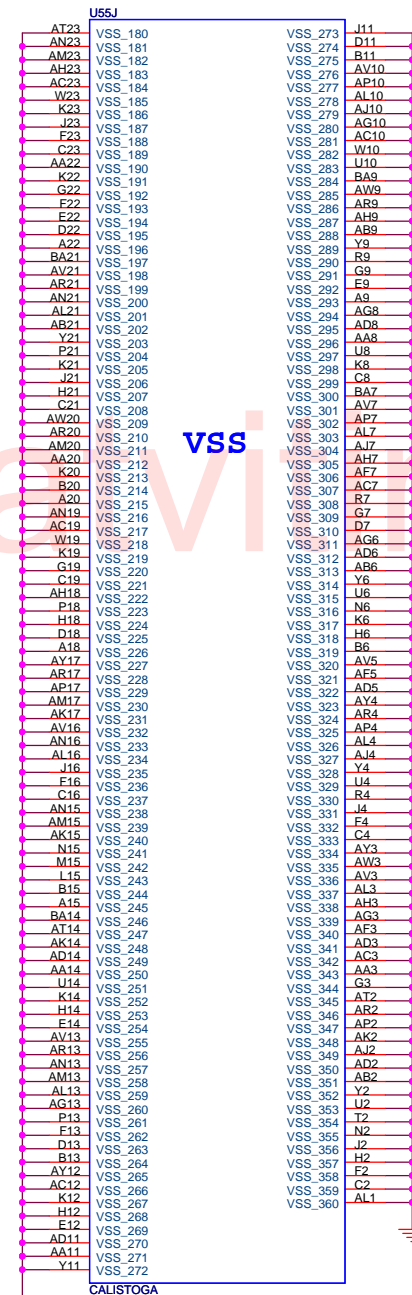 U55J
AT23 VSS_180
AN23 VSS_181
AM23 VSS_182
AH23 VSS_183
AC23 VSS_184
W23 VSS_185
K23 VSS_186
J23 VSS_187
F23 VSS_188
C23 VSS_189
AA22 VSS_190
K22 VSS_191
G22 VSS_192
F22 VSS_193
E22 VSS_194
D22 VSS_195
A22 VSS_196
BA21 VSS_197
AV21 VSS_198
AR21 VSS_199
AN21 VSS_200
AL21 VSS_201
AB21 VSS_202
Y21 VSS_203
P21 VSS_204
K21 VSS_205
J21 VSS_206
H21 VSS_207
C21 VSS_208
AW20 VSS_209
AR20 VSS_210
AM20 VSS_211
AA20 VSS_212
K20 VSS_213
B20 VSS_214
A20 VSS_215
AN19 VSS_216
AC19 VSS_217
W19 VSS_218
K19 VSS_219
G19 VSS_220
C19 VSS_221
AH18 VSS_222
P18 VSS_223
H18 VSS_224
D18 VSS_225
A18 VSS_226
AY17 VSS_227
AR17 VSS_228
AP17 VSS_229
AM17 VSS_230
AK17 VSS_231
AV16 VSS_232
AN16 VSS_233
AL16 VSS_234
J16 VSS_235
F16 VSS_236
C16 VSS_237
AN15 VSS_238
AM15 VSS_239
AK15 VSS_240
N15 VSS_241
M15 VSS_242
L15 VSS_243
B15 VSS_244
A15 VSS_245
BA14 VSS_246
AT14 VSS_247
AK14 VSS_248
AD14 VSS_249
AA14 VSS_250
U14 VSS_251
K14 VSS_252
H14 VSS_253
E14 VSS_254
AV13 VSS_255
AR13 VSS_256
AN13 VSS_257
AM13 VSS_258
AL13 VSS_259
AG13 VSS_260
P13 VSS_261
F13 VSS_262
D13 VSS_263
B13 VSS_264
AY12 VSS_265
AC12 VSS_266
K12 VSS_267
H12 VSS_268
E12 VSS_269
AD11 VSS_270
AA11 VSS_271
Y11 VSS_272
VSS
VSS_273 J11
VSS_274 D11
VSS_275 B11
VSS_276 AV10
VSS_277 AP10
VSS_278 AL10
VSS_279 AJ10
VSS_280 AG10
VSS_281 AC10
VSS_282 W10
VSS_283 U10
VSS_284 BA9
VSS_285 AW9
VSS_286 AR9
VSS_287 AH9
VSS_288 AB9
VSS_289 Y9
VSS_290 R9
VSS_291 G9
VSS_292 E9
VSS_293 A9
VSS_294 AG8
VSS_295 AD8
VSS_296 AA8
VSS_297 U8
VSS_298 K8
VSS_299 C8
VSS_300 BA7
VSS_301 AV7
VSS_302 AP7
VSS_303 AL7
VSS_304 AJ7
VSS_305 AH7
VSS_306 AF7
VSS_307 AC7
VSS_308 R7
VSS_309 G7
VSS_310 D7
VSS_311 AG6
VSS_312 AD6
VSS_313 AB6
VSS_314 Y6
VSS_315 U6
VSS_316 N6
VSS_317 K6
VSS_318 H6
VSS_319 B6
VSS_320 AV5
VSS_321 AF5
VSS_322 AD5
VSS_323 AY4
VSS_324 AR4
VSS_325 AP4
VSS_326 AL4
VSS_327 AJ4
VSS_328 Y4
VSS_329 U4
VSS_330 R4
VSS_331 J4
VSS_332 F4
VSS_333 C4
VSS_334 AY3
VSS_335 AW3
VSS_336 AV3
VSS_337 AL3
VSS_338 AH3
VSS_339 AG3
VSS_340 AF3
VSS_341 AD3
VSS_342 AC3
VSS_343 AA3
VSS_344 G3
VSS_345 AT2
VSS_346 AR2
VSS_347 AP2
VSS_348 AK2
VSS_349 AJ2
VSS_350 AD2
VSS_351 AB2
VSS_352 Y2
VSS_353 U2
VSS_354 T2
VSS_355 N2
VSS_356 J2
VSS_357 H2
VSS_358 F2
VSS_359 C2
VSS_360 AL1
CALISTOGA